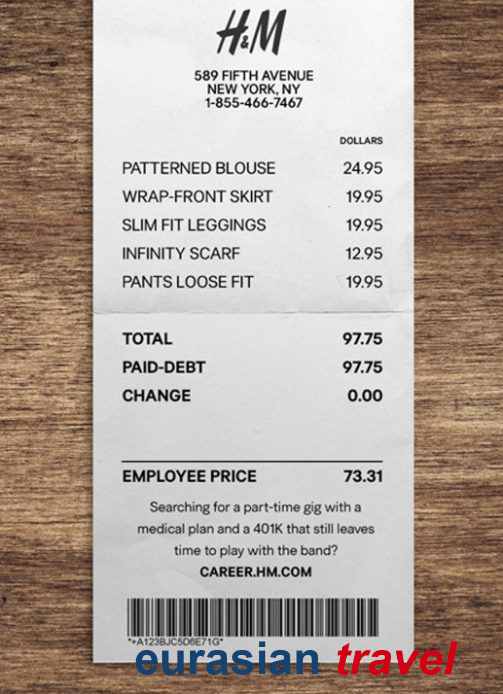 H&M
589 FIFTH AVENUE
NEW YORK, NY
1-855-466-7467
DOLLARS
PATTERNED BLOUSE 24.95
WRAP-FRONT SKIRT 19.95
SLIM FIT LEGGINGS 19.95
INFINITY SCARF 12.95
PANTS LOOSE FIT 19.95
TOTAL 97.75
PAID-DEBT 97.75
CHANGE 0.00
EMPLOYEE PRICE 73.31
Searching for a part-time gig with a
medical plan and a 401K that still leaves
time to play with the band?
CAREER.HM.COM
*+A123BJC5D6E71G*
eurasian travel